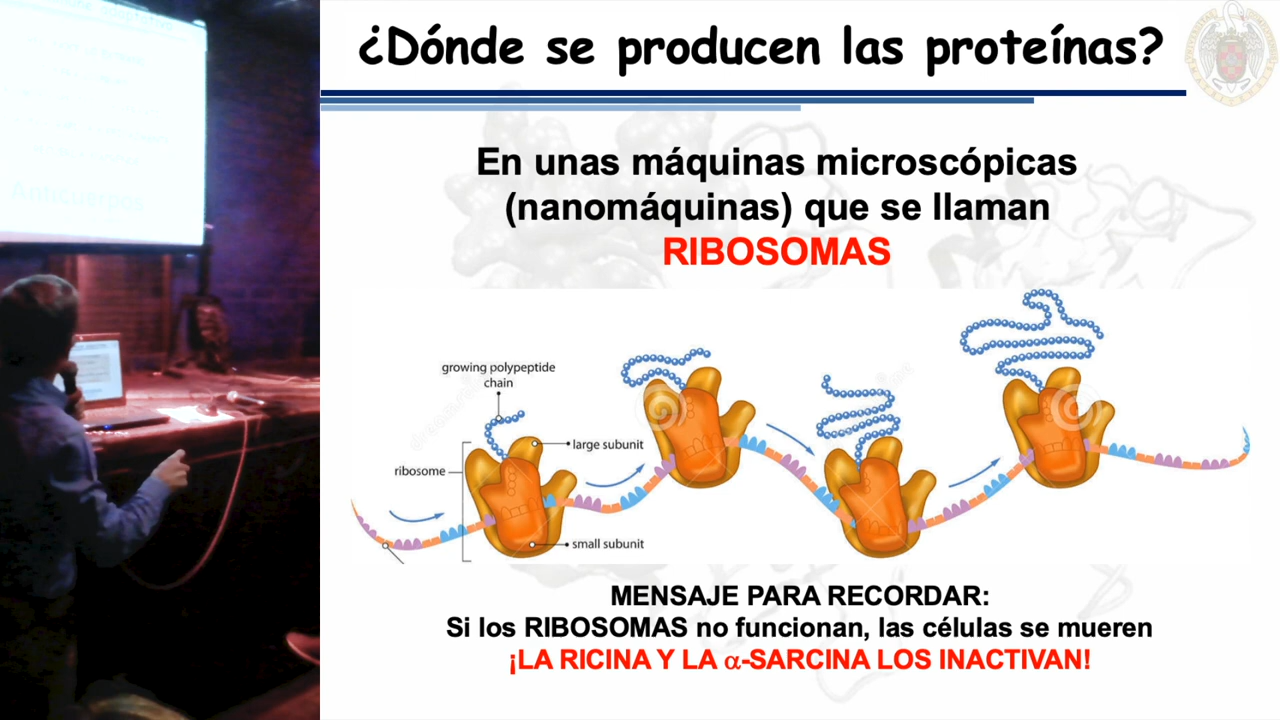 ¿Dónde se producen las proteínas?
En unas máquinas microscópicas
(nanomáquinas) que se llaman
RIBOSOMAS
growing polypeptide
chain
large subunit
ribosome
small subunit
MENSAJE PARA RECORDAR:
Si los RIBOSOMAS no funcionan, las células se mueren
¡LA RICINA Y LA α-SARCINA LOS INACTIVAN!
Anticuerpos